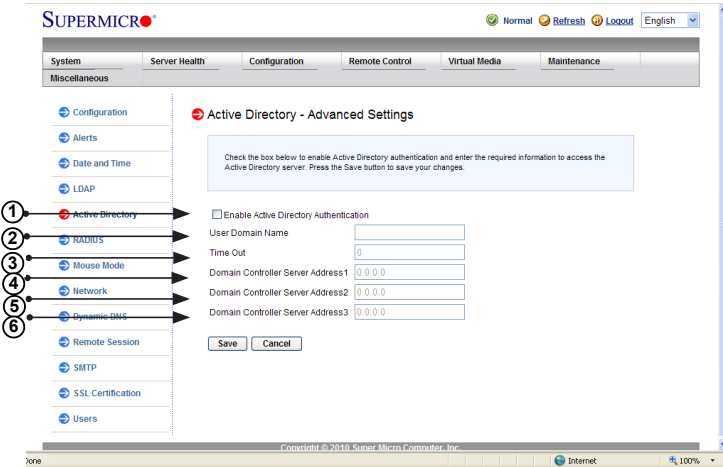 SUPERMICR
Normal Refresh Logout English
System Server Health Configuration Remote Control Virtual Media Maintenance
Miscellaneous
Configuration
Alerts
Date and Time
LDAP
Active Directory
RADIUS
Mouse Mode
Network
Dynamic DNS
Remote Session
SMTP
SSL Certification
Users
Active Directory - Advanced Settings
Check the box below to enable Active Directory authentication and enter the required information to access the
Active Directory server. Press the Save button to save your changes.
1
Enable Active Directory Authentication
2
User Domain Name
3
Time Out 0
4
Domain Controller Server Address1 0.0.0.0
5
Domain Controller Server Address2 0.0.0.0
6
Domain Controller Server Address3 0.0.0.0
Save Cancel
Copyright © 2010 Super Micro Computer, Inc.
Done Internet 100%